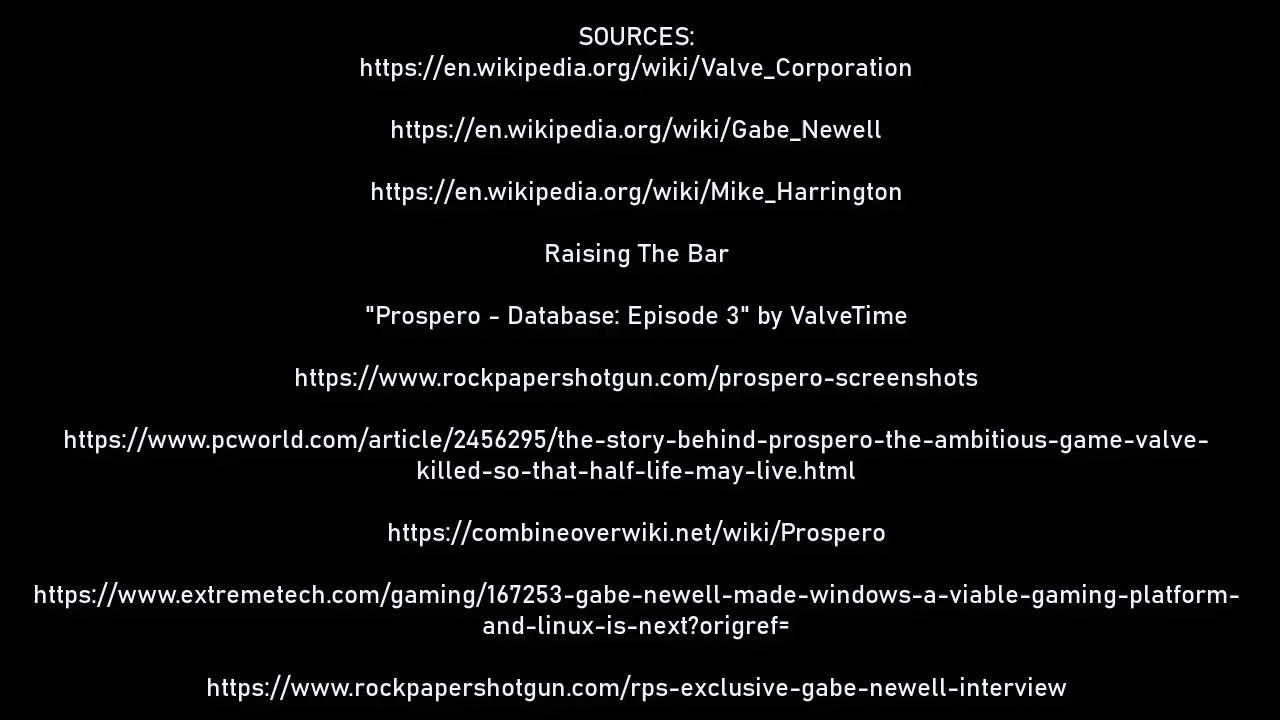 SOURCES:
https://en.wikipedia.org/wiki/Valve_Corporation
https://en.wikipedia.org/wiki/Gabe_Newell
https://en.wikipedia.org/wiki/Mike_Harrington
Raising The Bar
"Prospero - Database: Episode 3" by ValveTime
https://www.rockpapershotgun.com/prospero-screenshots
https://www.pcworld.com/article/2456295/the-story-behind-prospero-the-ambitious-game-valve-
killed-so-that-half-life-may-live.html
https://combineoverwiki.net/wiki/Prospero
https://www.extremetech.com/gaming/167253-gabe-newell-made-windows-a-viable-gaming-platform-
and-linux-is-next?origref=
https://www.rockpapershotgun.com/rps-exclusive-gabe-newell-interview